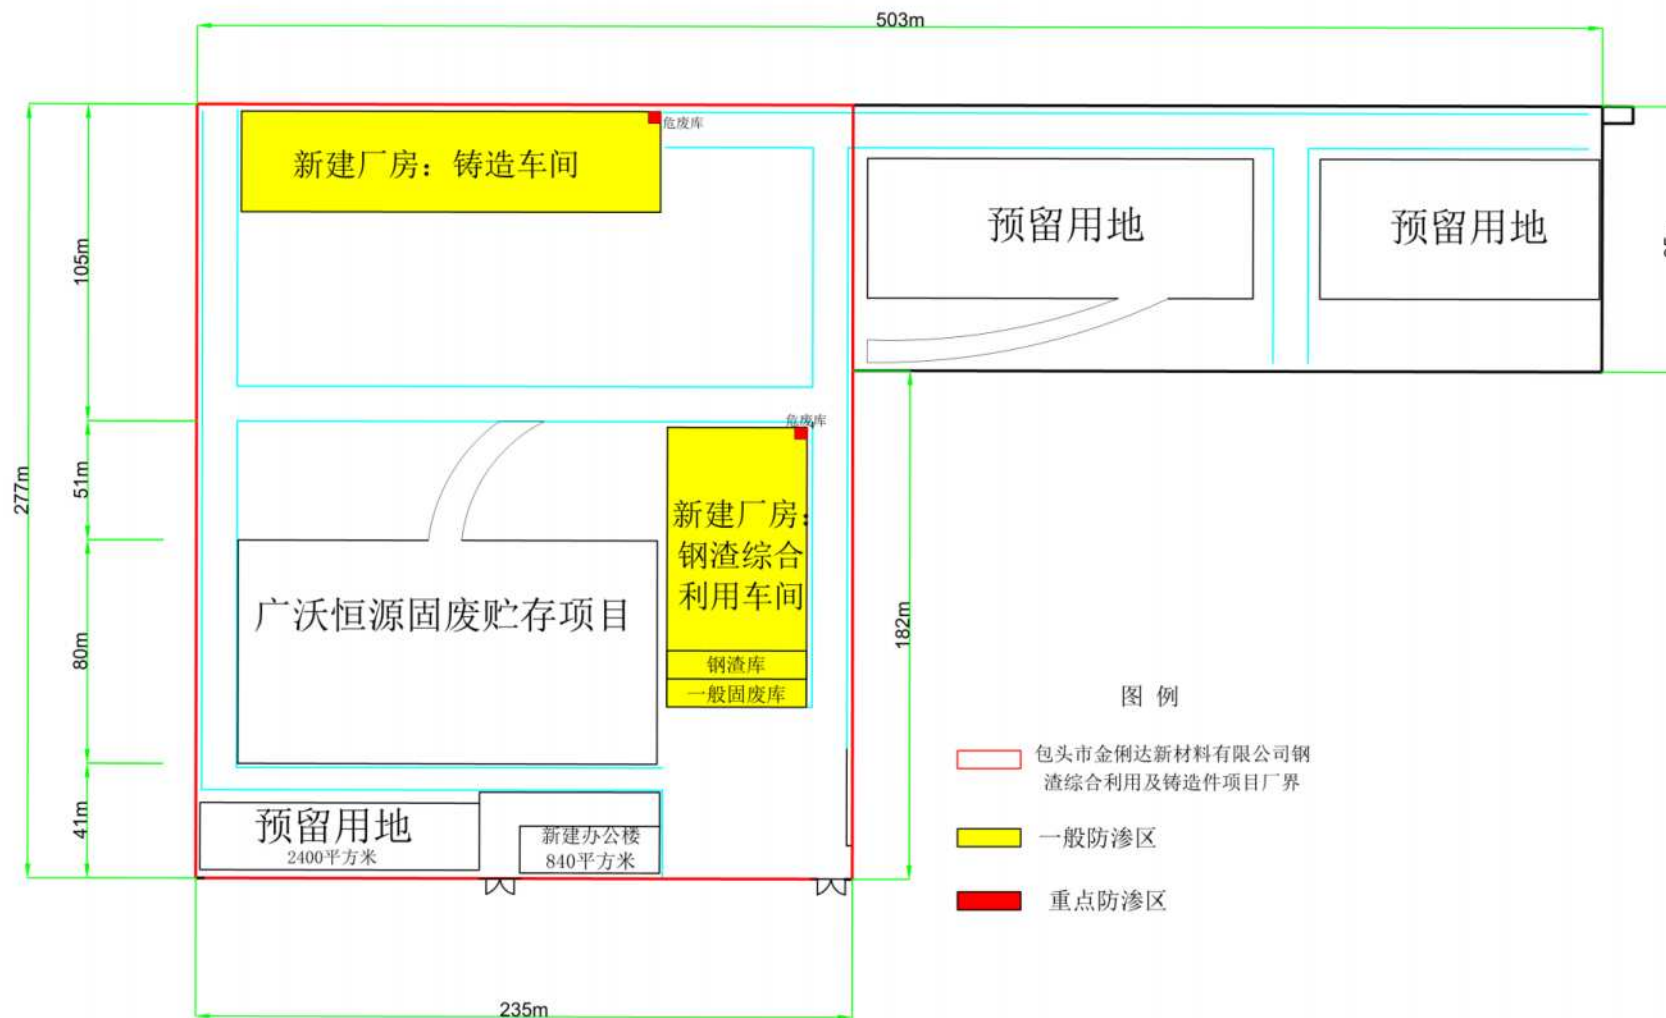 503m
危废库
新建厂房：铸造车间
预留用地
预留用地
105m
危废库
277m
51m
新建厂房：
钢渣综合
利用车间
广沃恒源固废贮存项目
182m
80m
钢渣库
一般固废库
图 例
包头市金俐达新材料有限公司钢
渣综合利用及铸造件项目厂界
41m
预留用地
2400平方米
新建办公楼
840平方米
一般防渗区
重点防渗区
235m